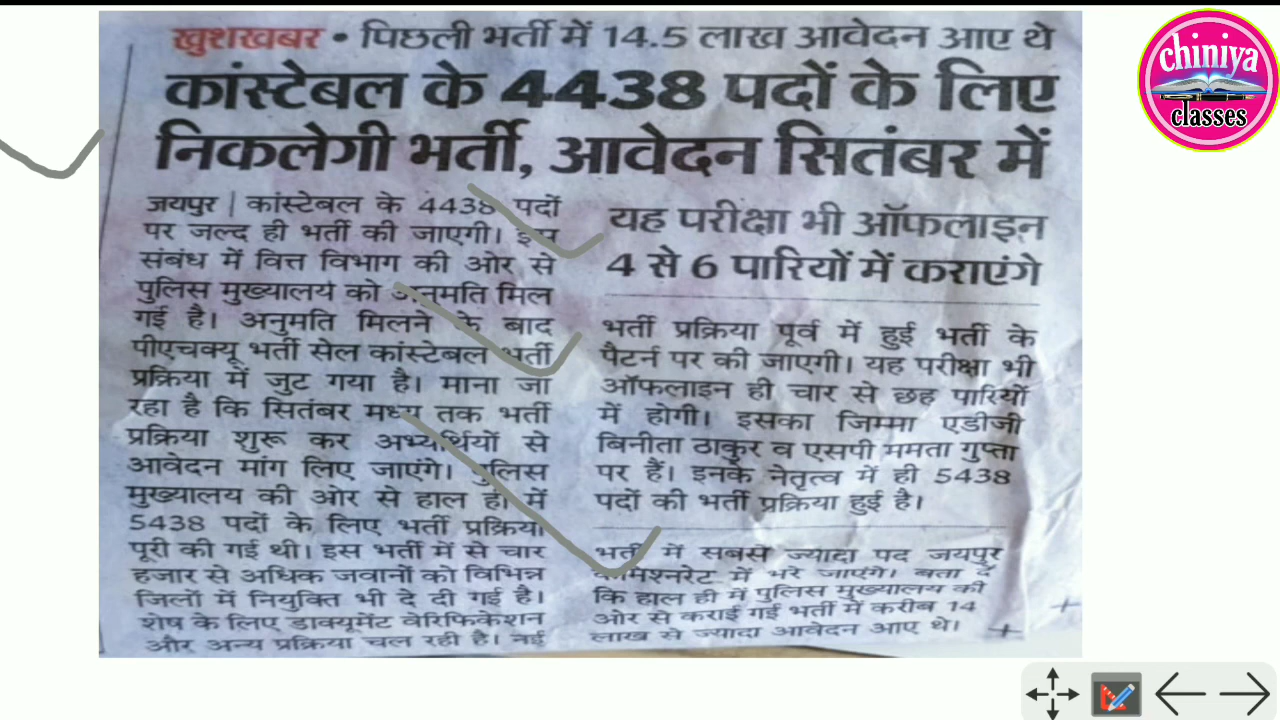 खुशखबर • पिछली भर्ती में 14.5 लाख आवेदन आए थे
कांस्टेबल के 4438 पदों के लिए
निकलेगी भर्ती, आवेदन सितंबर में
जयपुर | कांस्टेबल के 4438 पदों
पर जल्द ही भर्ती की जाएगी। इस
संबंध में वित्त विभाग की ओर से
पुलिस मुख्यालय को अनुमति मिल
गई है। अनुमति मिलने के बाद
पीएचक्यू भर्ती सेल कांस्टेबल भर्ती
प्रक्रिया में जुट गया है। माना जा
रहा है कि सितंबर मध्य तक भर्ती
प्रक्रिया शुरू कर अभ्यर्थियों से
आवेदन मांग लिए जाएंगे। पुलिस
मुख्यालय की ओर से हाल ही में
5438 पदों के लिए भर्ती प्रक्रिया
पूरी की गई थी। इस भर्ती में से चार
हजार से अधिक जवानों को विभिन्न
जिलों में नियुक्ति भी दे दी गई है।
शेष के लिए डाक्यूमेंट वेरिफिकेशन
और अन्य प्रक्रिया चल रही है। नई
यह परीक्षा भी ऑफलाइन
4 से 6 पारियों में कराएंगे
भर्ती प्रक्रिया पूर्व में हुई भर्ती के
पैटर्न पर की जाएगी। यह परीक्षा भी
ऑफलाइन ही चार से छह पारियों
में होगी। इसका जिम्मा एडीजी
बिनीता ठाकुर व एसपी ममता गुप्ता
पर हैं। इनके नेतृत्व में ही 5438
पदों की भर्ती प्रक्रिया हुई है।
भर्ती में सबसे ज्यादा पद जयपुर
कमिश्नरेट में भरे जाएंगे। बता दें
कि हाल ही में पुलिस मुख्यालय की
ओर से कराई गई भर्ती में करीब 14
लाख से ज्यादा आवेदन आए थे।
chiniya
classes